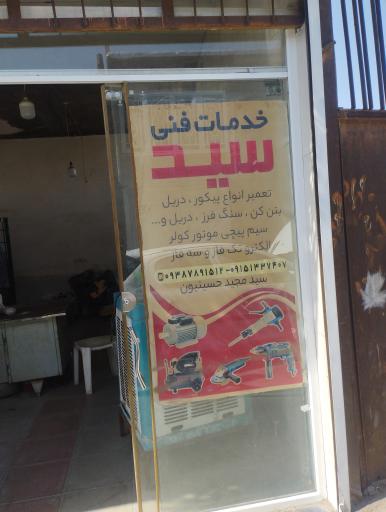 خدمات فنی
سید
تعمیر انواع پیکور ، دریل
بتن کن ، سنگ فرز ، دریل و...
سیم پیچی موتور کولر
الکترو تک فاز و سه فاز
۰۹۳۸۷۸۹۱۵۱۲-۰۹۱۵۱۳۳۷۴۰۷
سید مجید حسینیون